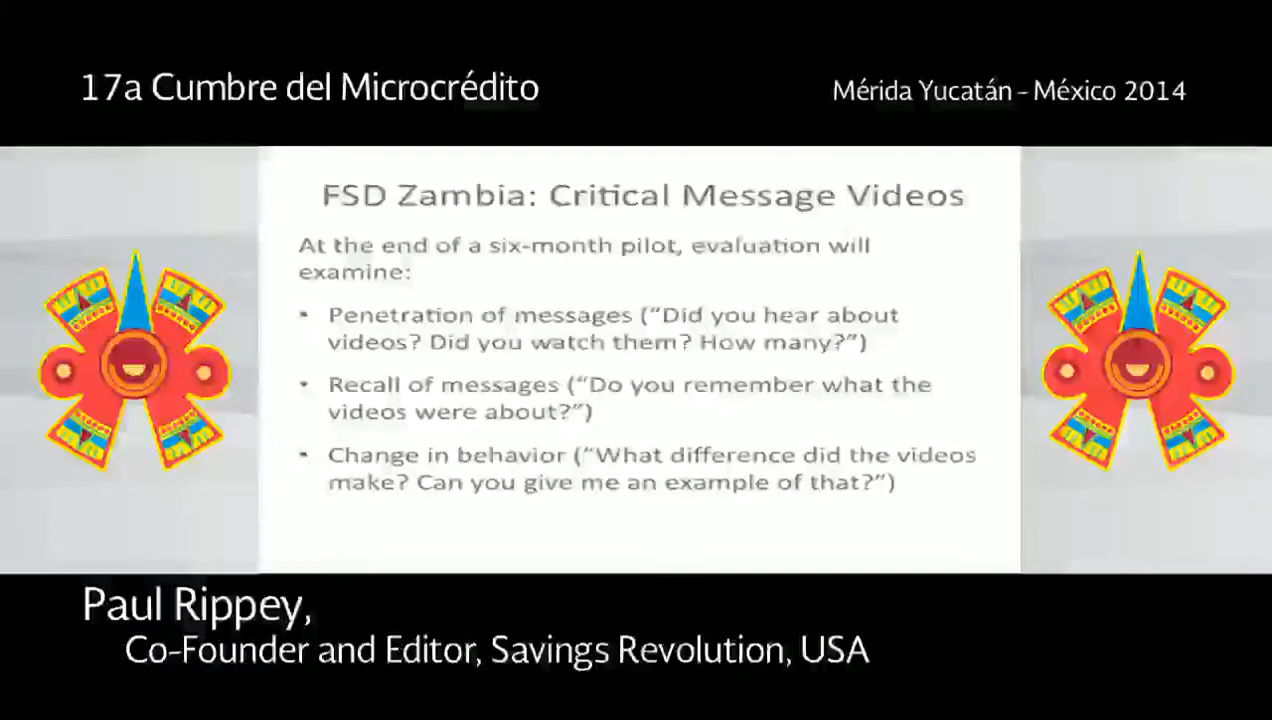 17a Cumbre del Microcrédito
Mérida Yucatán - México 2014
FSD Zambia: Critical Message Videos
At the end of a six-month pilot, evaluation will
examine:
• Penetration of messages ("Did you hear about
videos? Did you watch them? How many?")
• Recall of messages ("Do you remember what the
videos were about?")
• Change in behavior ("What difference did the videos
make? Can you give me an example of that?")
Paul Rippey,
Co-Founder and Editor, Savings Revolution, USA